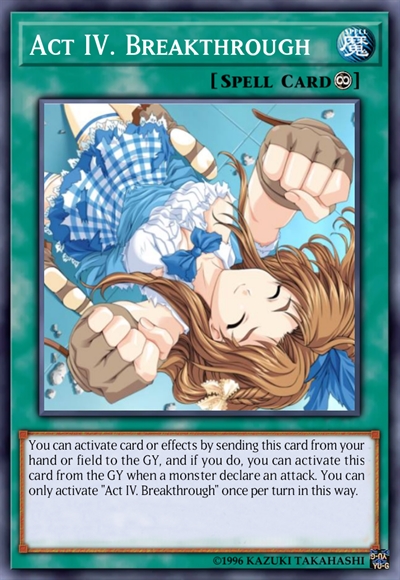 Act IV. Breakthrough
[Spell Card]
You can activate card or effects by sending this card from your
hand or field to the GY, and if you do, you can activate this
card from the GY when a monster declare an attack. You can
only activate "Act IV. Breakthrough" once per turn in this way.
©1996 KAZUKI TAKAHASHI